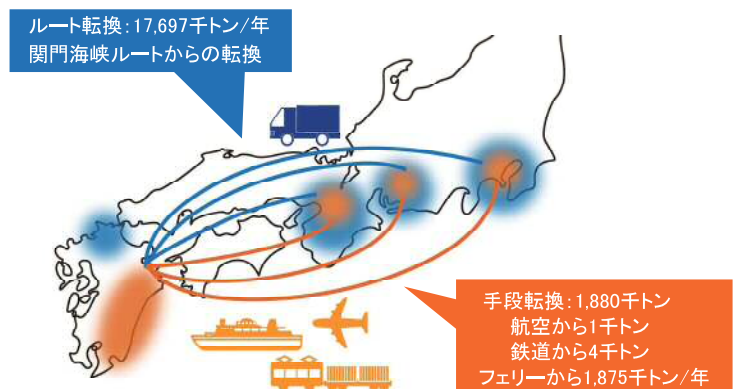 ルート転換：17,697千トン/年
関門海峡ルートからの転換
手段転換：1,880千トン
航空から1千トン
鉄道から4千トン
フェリーから1,875千トン/年